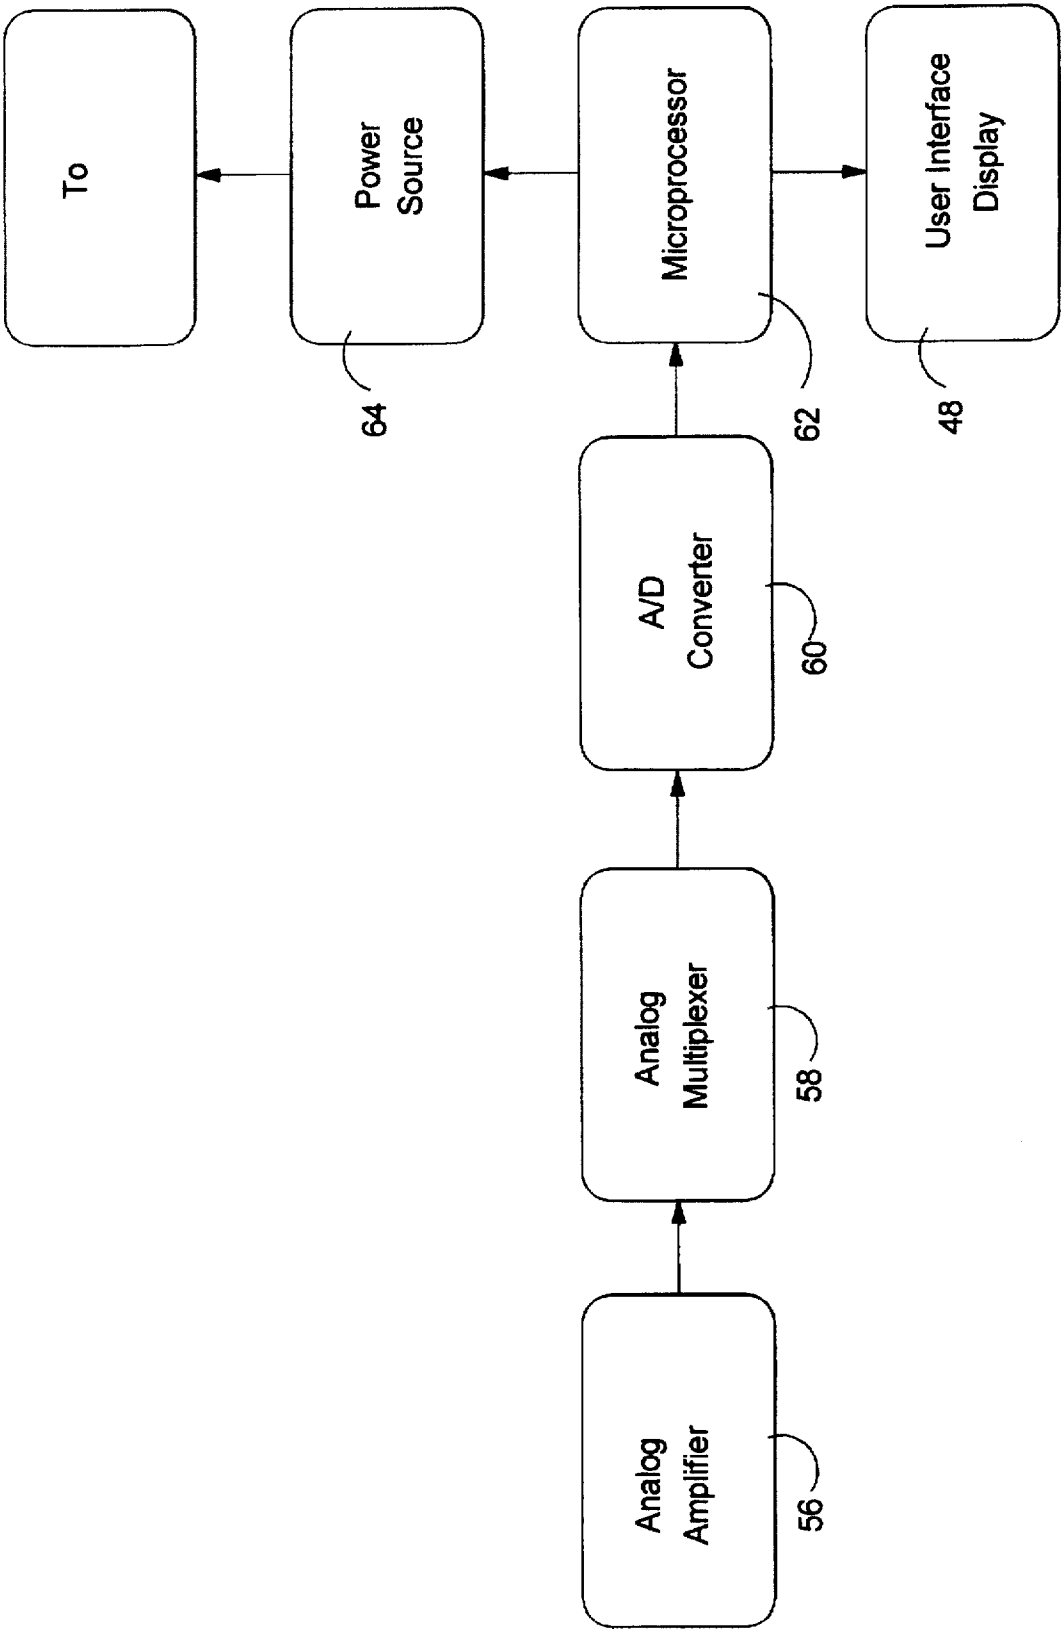 To
Power
Source
64
Microprocessor
62
User Interface
Display
48
A/D
Converter
60
Analog
Multiplexer
58
Analog
Amplifier
56